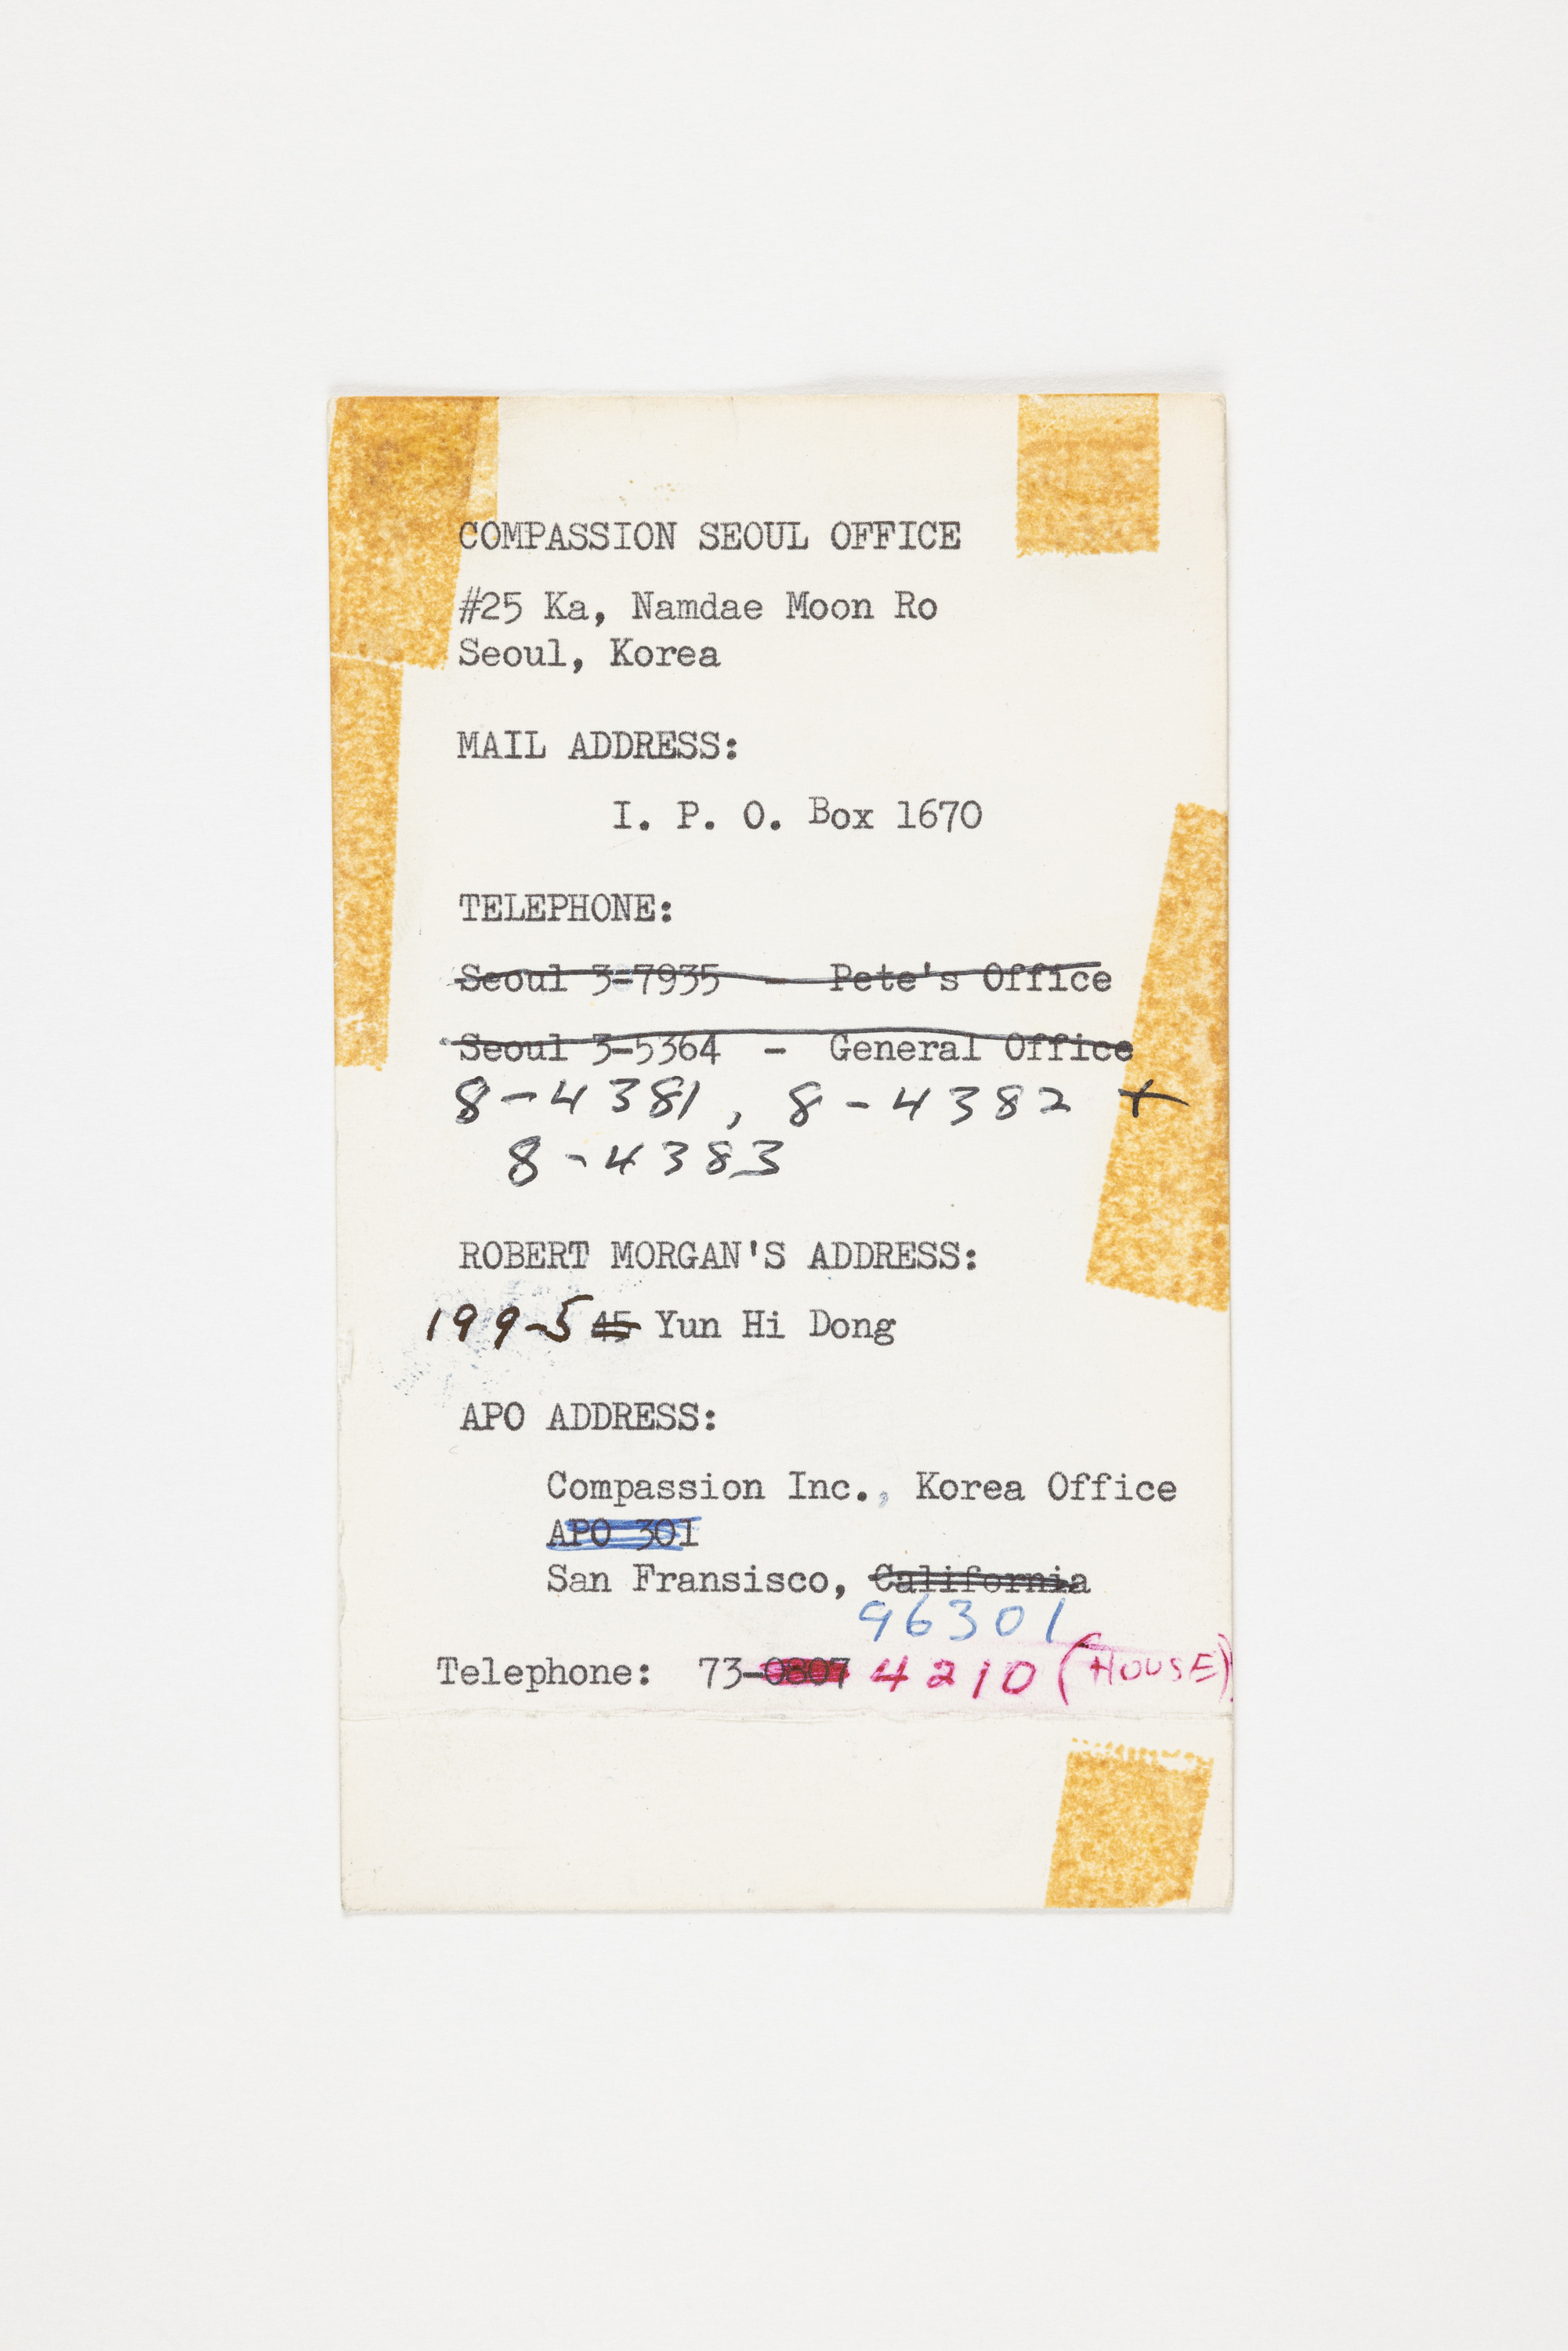 COMPASSION SEOUL OFFICE
#25 Ka, Namdae Moon Ro
Seoul, Korea
MAIL ADDRESS:
I. P. O. Box 1670
TELEPHONE:
Seoul 3-7935 - Pete's Office
Seoul 3-5364 - General Office
8-4381, 8-4382 +
8-4383
ROBERT MORGAN'S ADDRESS:
199-5 45 Yun Hi Dong
APO ADDRESS:
Compassion Inc., Korea Office
APO 301
San Fransisco, California
96301
Telephone: 73-0807 4210 (HOUSE)